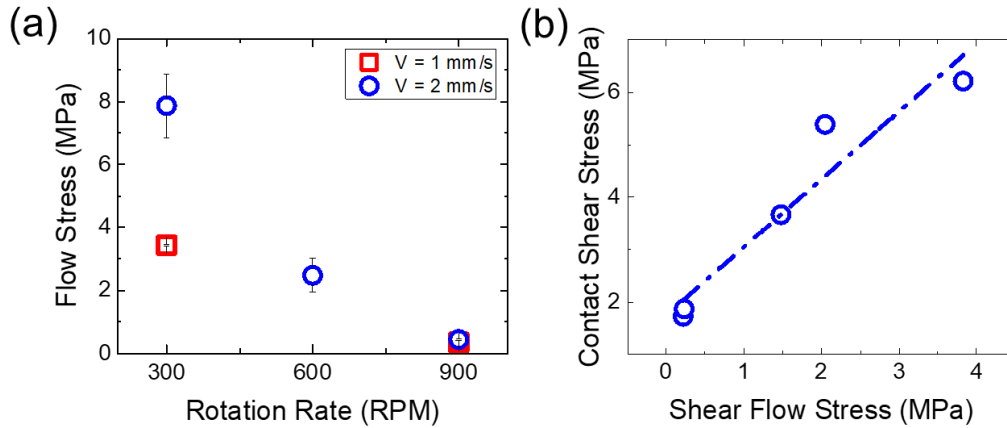 (a)
Flow Stress (MPa)
10
8
6
4
2
0
V = 1 mm/s
V = 2 mm/s
300
600
900
Rotation Rate (RPM)
(b)
Contact Shear Stress (MPa)
6
4
2
0
1
2
3
4
Shear Flow Stress (MPa)